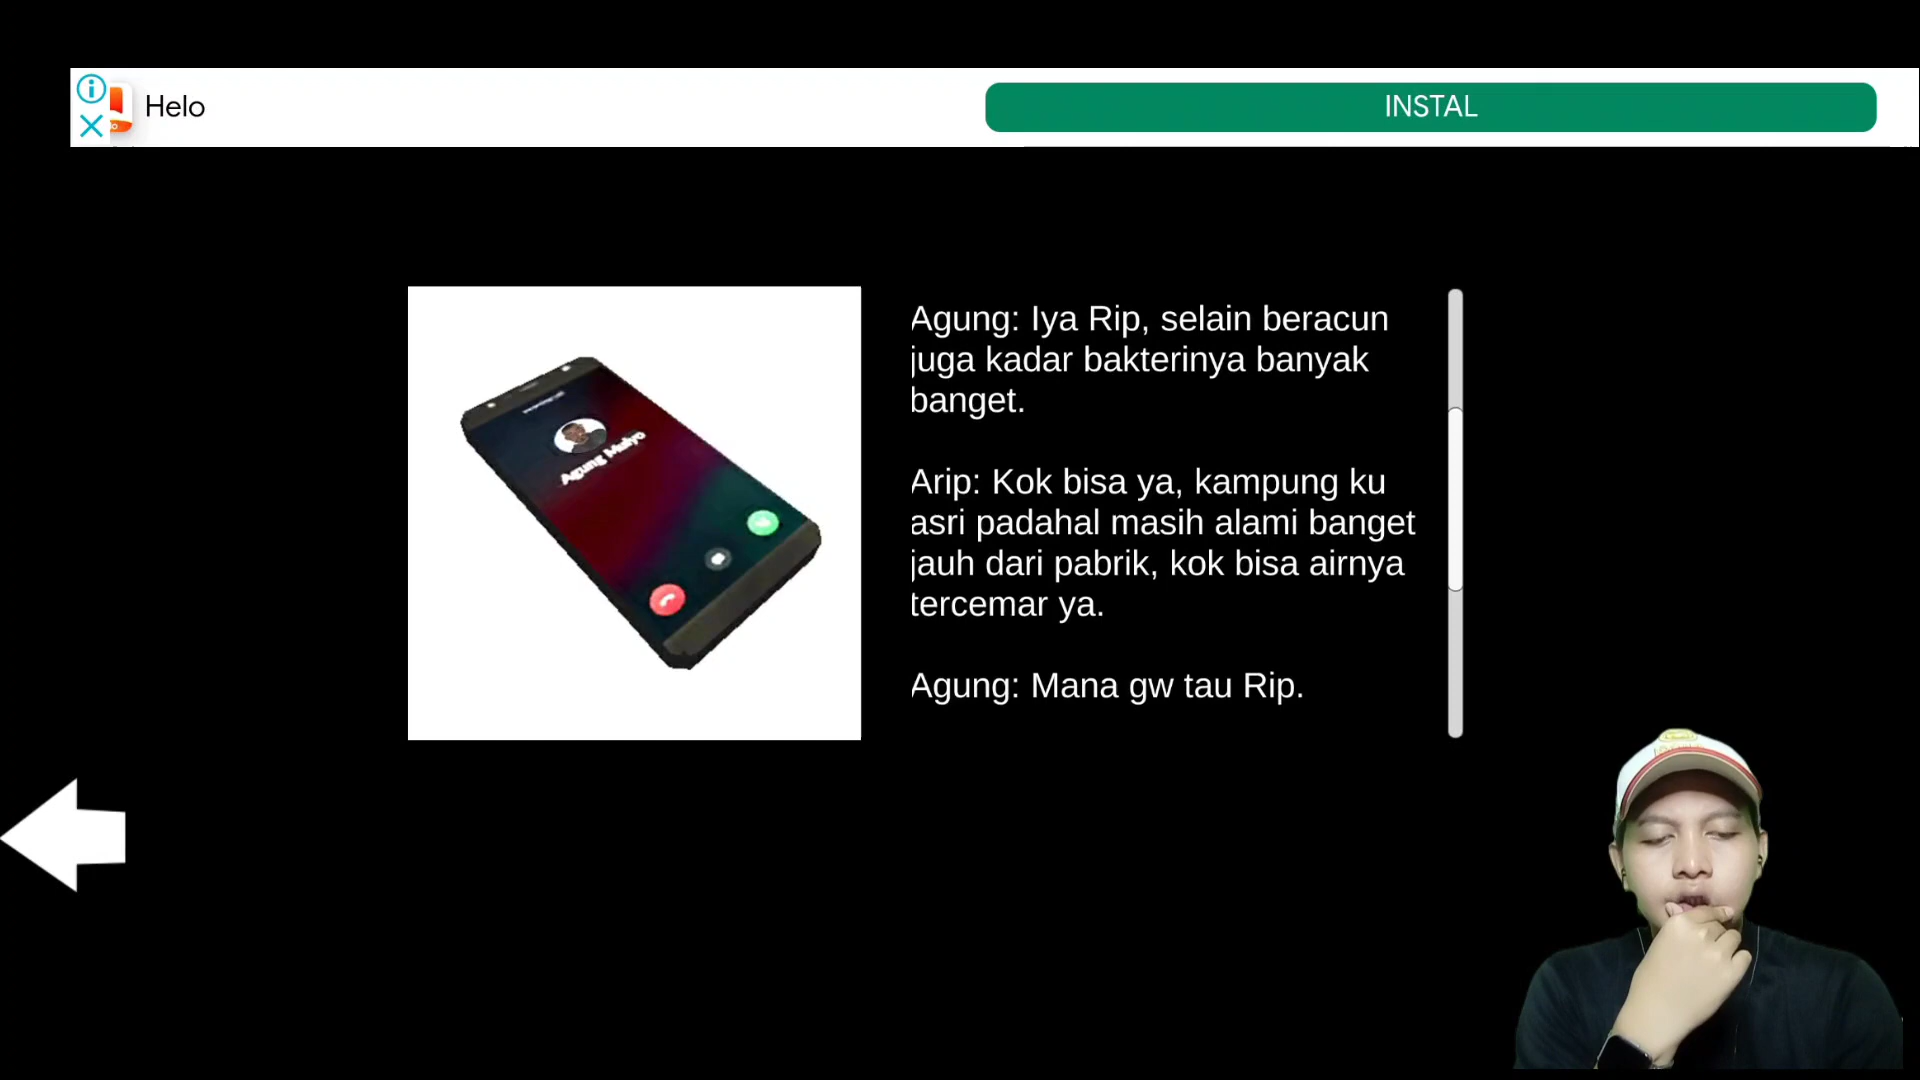 Helo
INSTAL
Agung: Iya Rip, selain beracun
juga kadar bakterinya banyak
banget.
Arip: Kok bisa ya, kampung ku
asri padahal masih alami banget
jauh dari pabrik, kok bisa airnya
tercemar ya.
Agung: Mana gw tau Rip.
Agung Mulyo